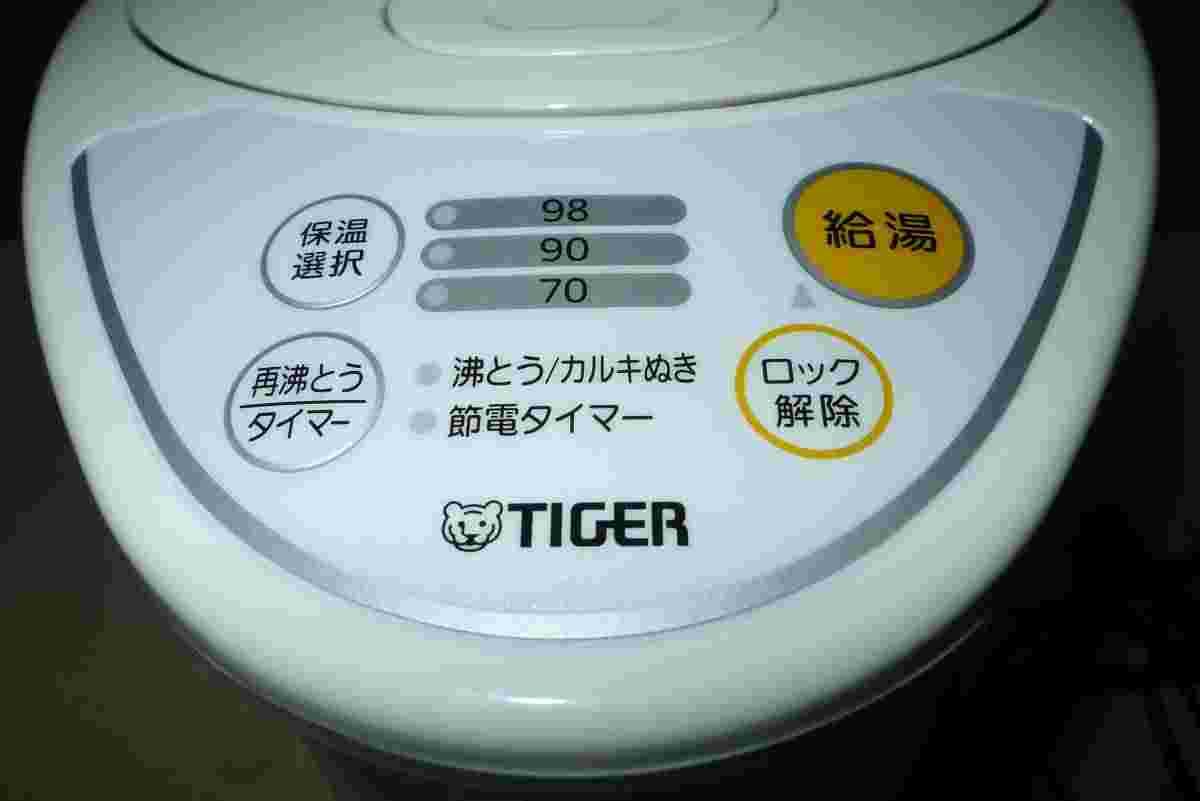 保温
選択
98
90
70
給湯
再沸とう
タイマー
沸とう/カルキぬき
節電タイマー
ロック
解除
TIGER